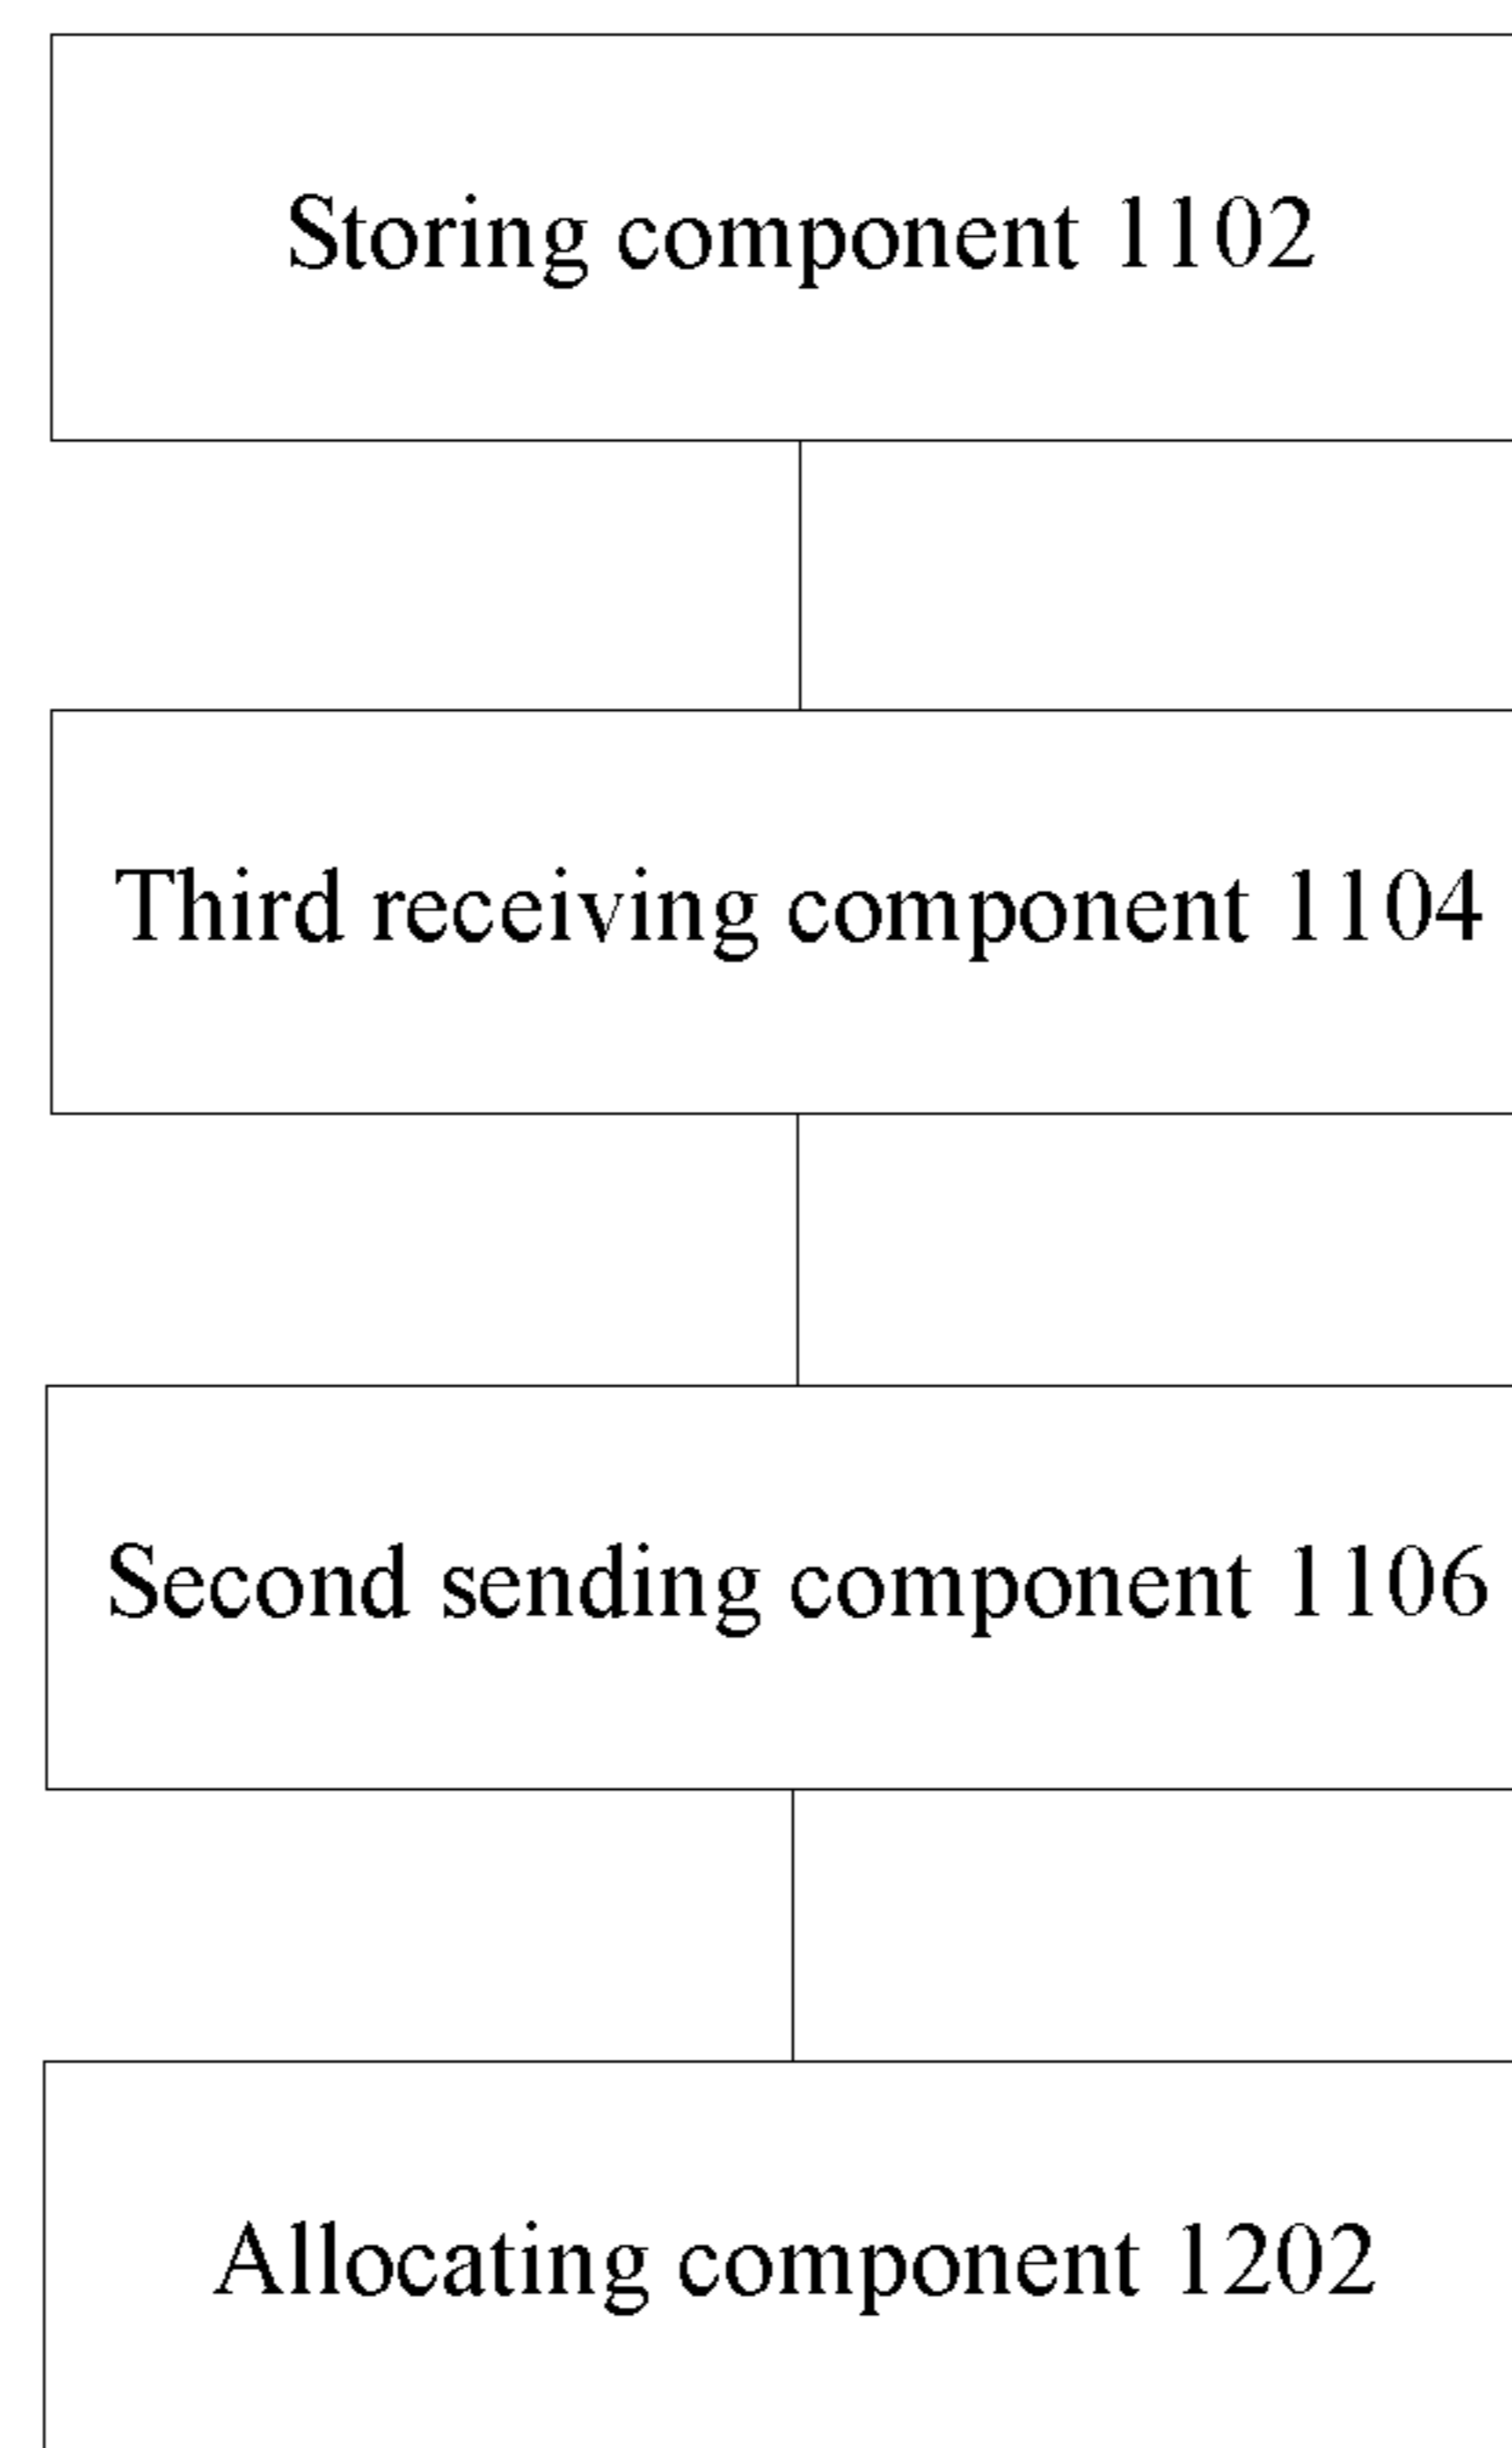 Storing component 1102
Third receiving component 1104
Second sending component 1106
Allocating component 1202